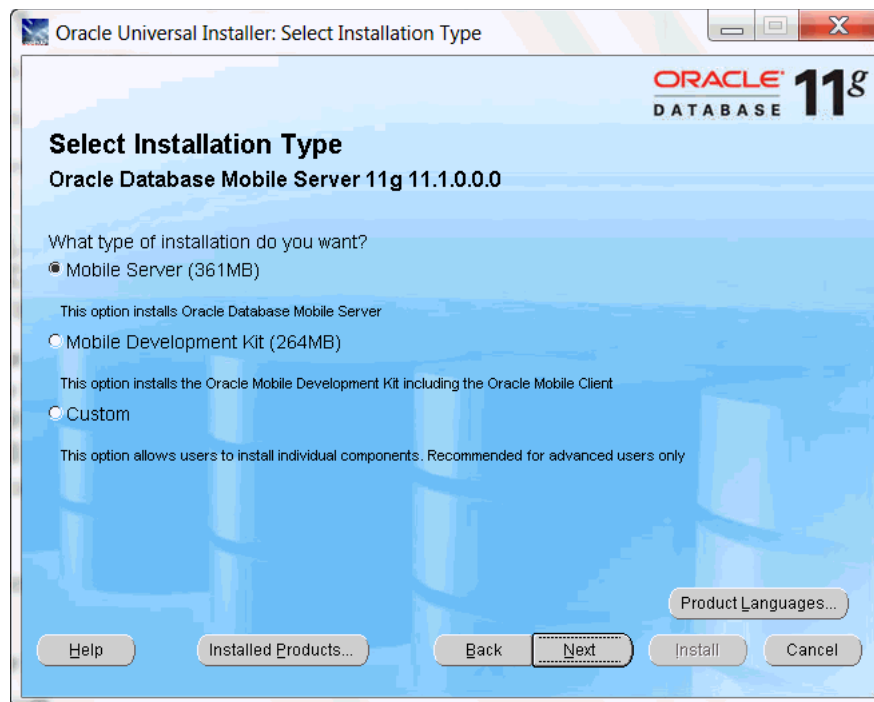 Oracle Universal Installer: Select Installation Type
ORACLE 11g
DATABASE
Select Installation Type
Oracle Database Mobile Server 11g 11.1.0.0.0
What type of installation do you want?
Mobile Server (361MB)
This option installs Oracle Database Mobile Server
Mobile Development Kit (264MB)
This option installs the Oracle Mobile Development Kit including the Oracle Mobile Client
Custom
This option allows users to install individual components. Recommended for advanced users only
Product Languages...
Help Installed Products... Back Next Install Cancel